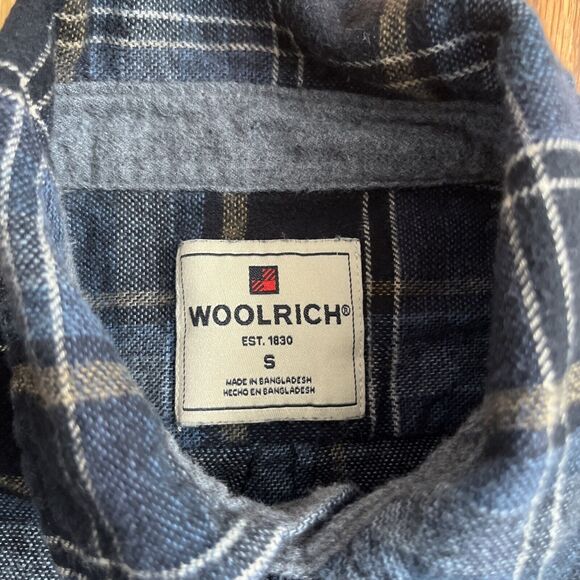 WOOLRICH®
EST. 1830
S
MADE IN BANGLADESH
HECHO EN BANGLADESH